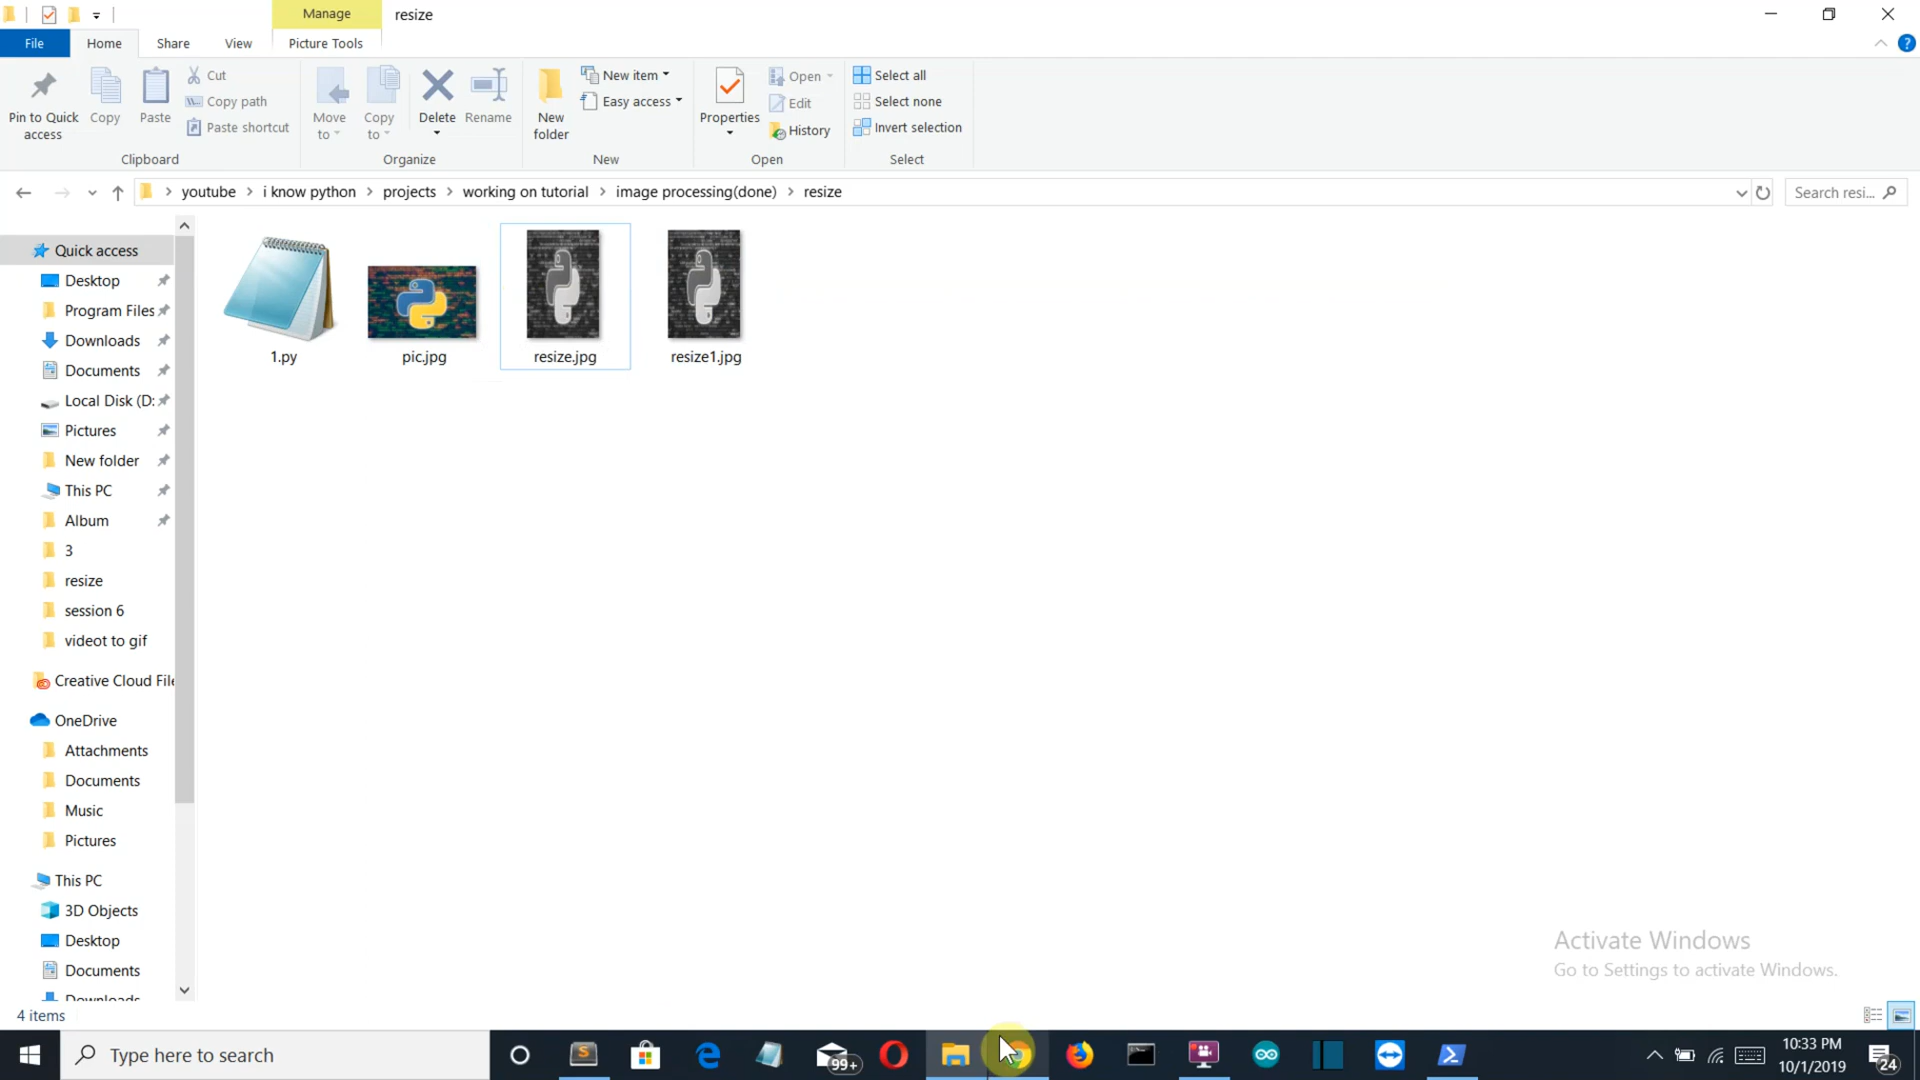 Manage
resize
File
Home
Share
View
Picture Tools
Pin to Quick access
Copy
Paste
Cut
Copy path
Paste shortcut
Clipboard
Move to
Copy to
Delete
Rename
Organize
New folder
New item
Easy access
New
Properties
Open
Edit
History
Open
Select all
Select none
Invert selection
Select
youtube
i know python
projects
working on tutorial
image processing(done)
resize
Search resi...
Quick access
Desktop
Program Files
Downloads
Documents
Local Disk (D:
Pictures
New folder
This PC
Album
3
resize
session 6
videot to gif
Creative Cloud File
OneDrive
Attachments
Documents
Music
Pictures
This PC
3D Objects
Desktop
Documents
Downloads
1.py
pic.jpg
resize.jpg
resize1.jpg
Activate Windows
Go to Settings to activate Windows.
4 items
Type here to search
99+
10:33 PM
10/1/2019
24